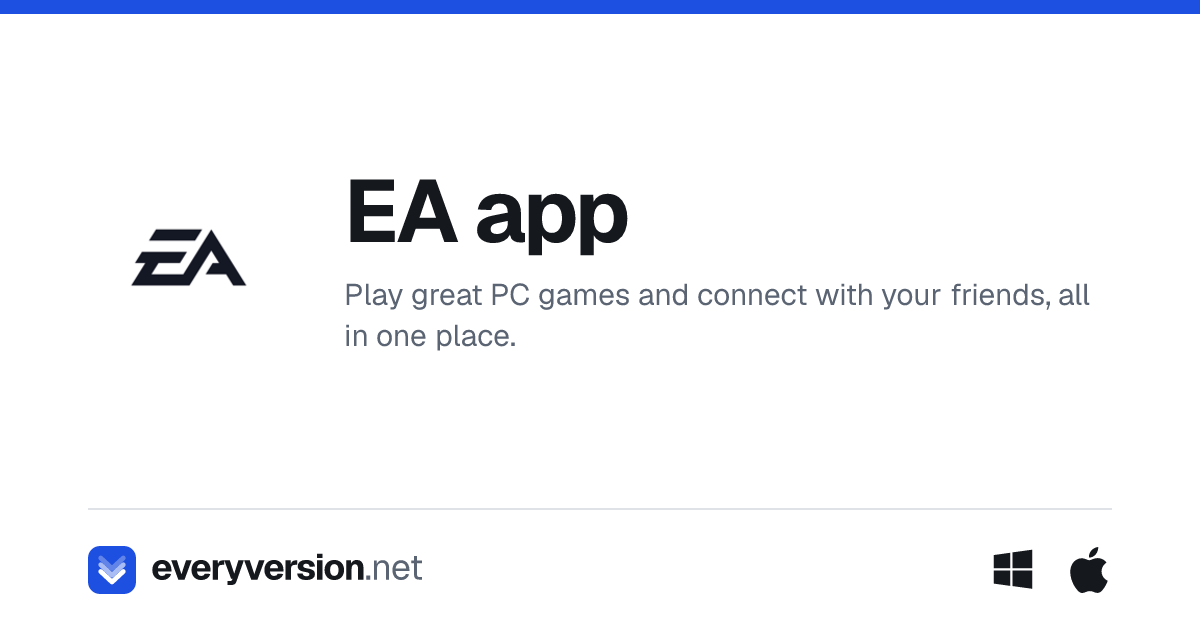 EA
EA app
Play great PC games and connect with your friends, all
in one place.
everyversion.net